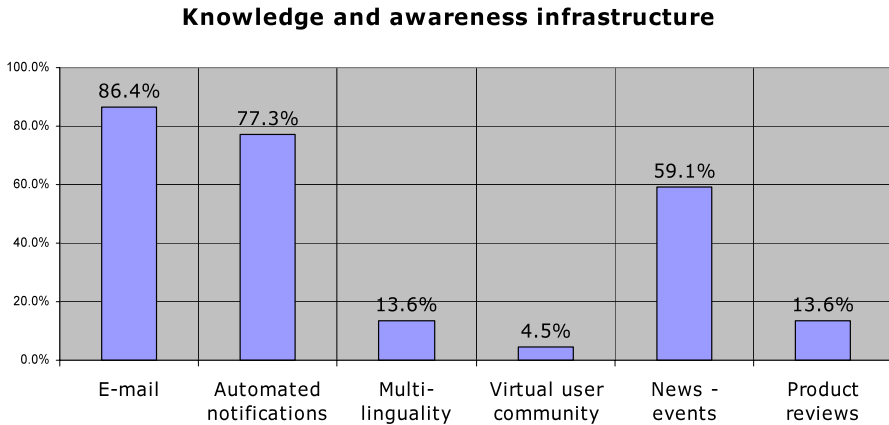 Knowledge and awareness infrastructure
100.0%
80.0%
60.0%
40.0%
20.0%
0.0%
86.4%
77.3%
13.6%
4.5%
59.1%
13.6%
E-mail
Automated
notifications
Multi-
linguality
Virtual user
community
News -
events
Product
reviews